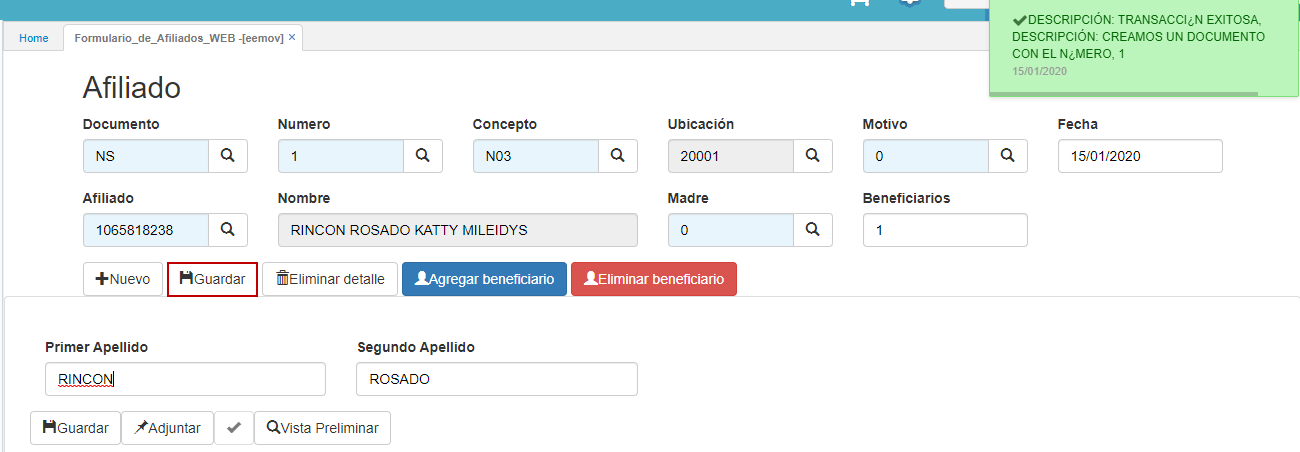 Home
Formulario_de_Afiliados_WEB -[eemov] ×
DESCRIPCIÓN: TRANSACCI¿N EXITOSA,
DESCRIPCIÓN: CREAMOS UN DOCUMENTO
CON EL N¿MERO, 1
15/01/2020
Afiliado
Documento Numero Concepto Ubicación Motivo Fecha
NS 1 N03 20001 0 15/01/2020
Afiliado Nombre Madre Beneficiarios
1065818238 RINCON ROSADO KATTY MILEIDYS 0 1
Nuevo Guardar Eliminar detalle Agregar beneficiario Eliminar beneficiario
Primer Apellido Segundo Apellido
RINCON ROSADO
Guardar Adjuntar Vista Preliminar